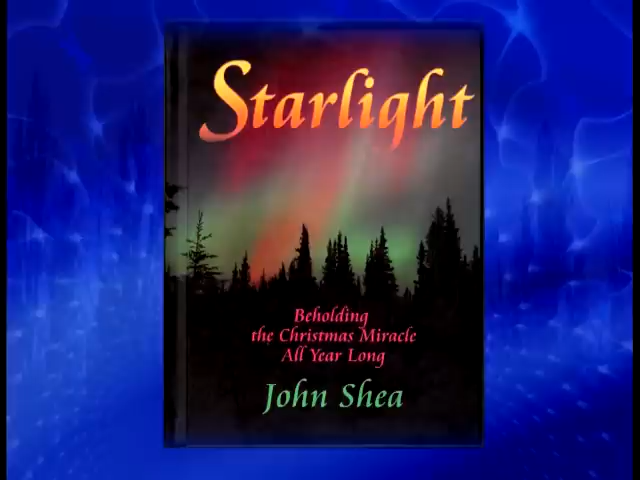 Starlight
Beholding
the Christmas Miracle
All Year Long
John Shea